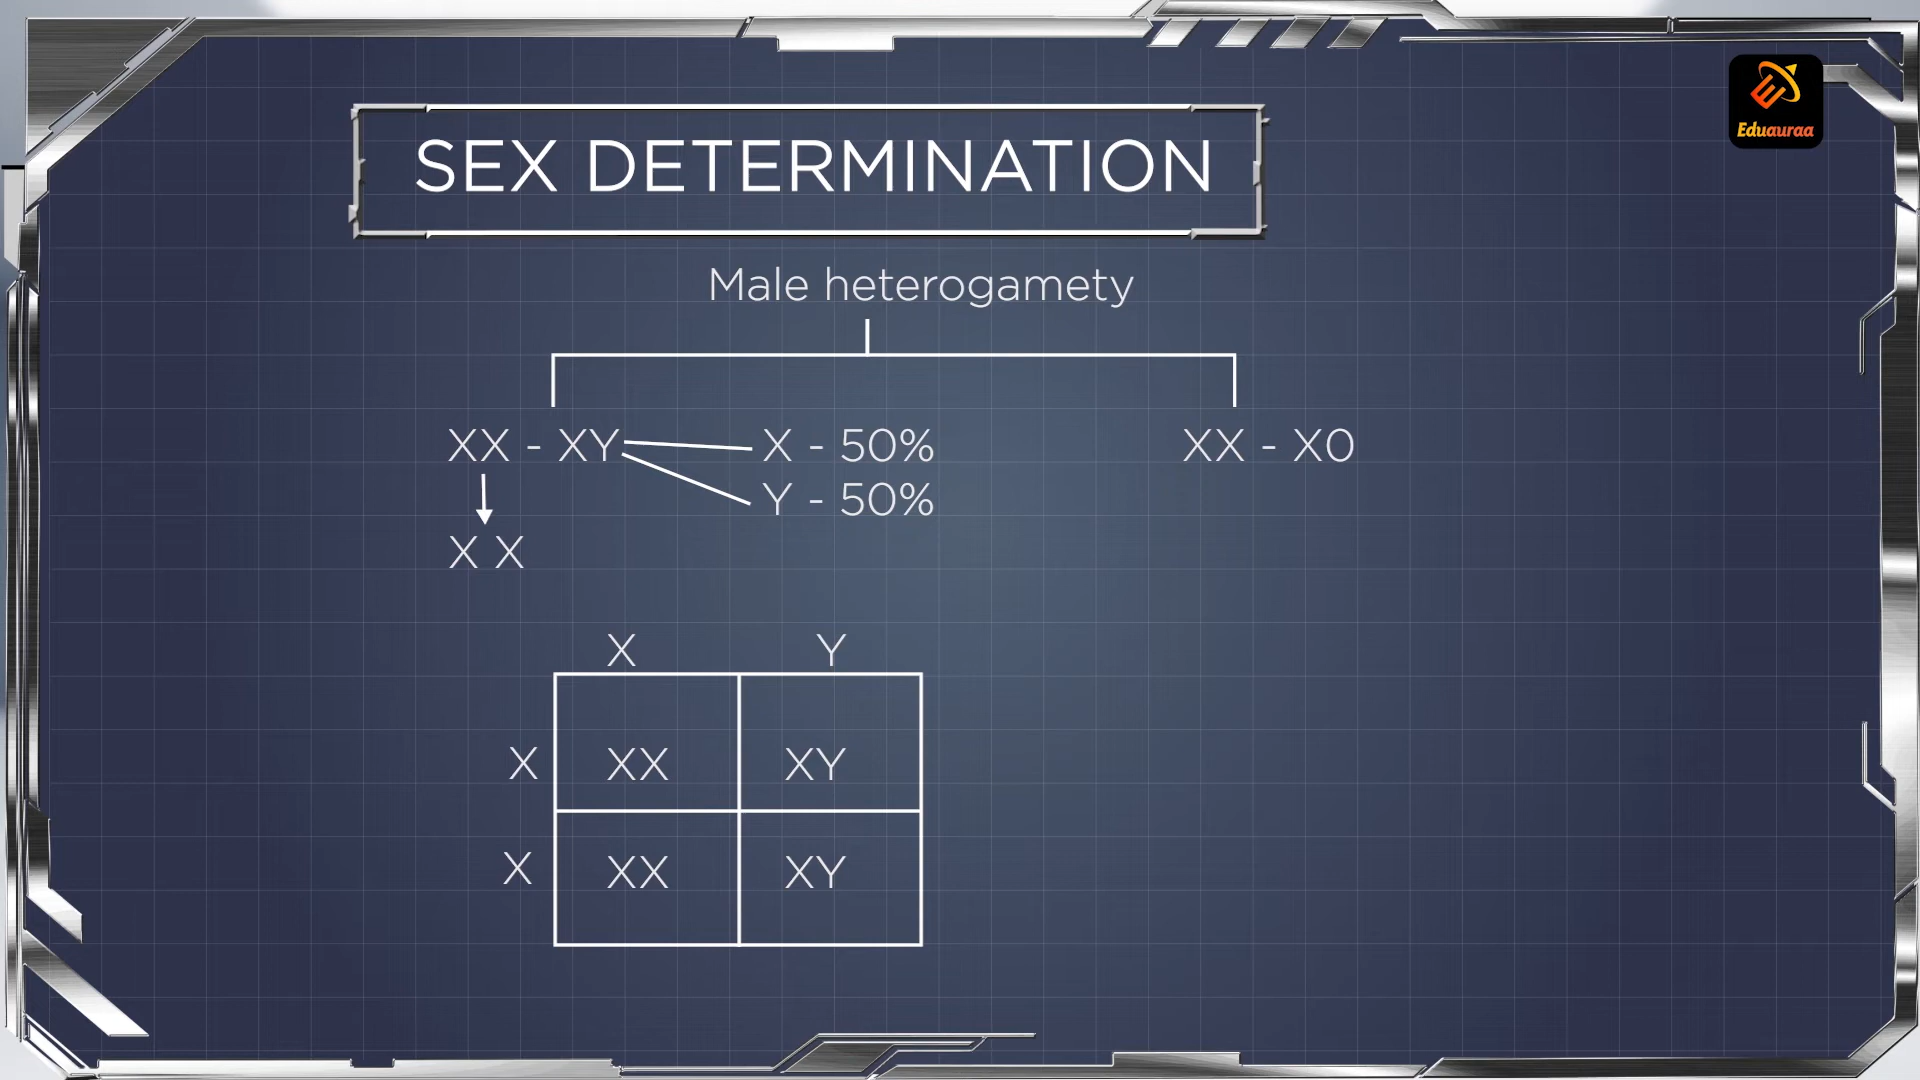 Eduauraa
SEX DETERMINATION
Male heterogamety
XX - XY X - 50% XX - XO
Y - 50%
X X
X Y
X XX XY
X XX XY